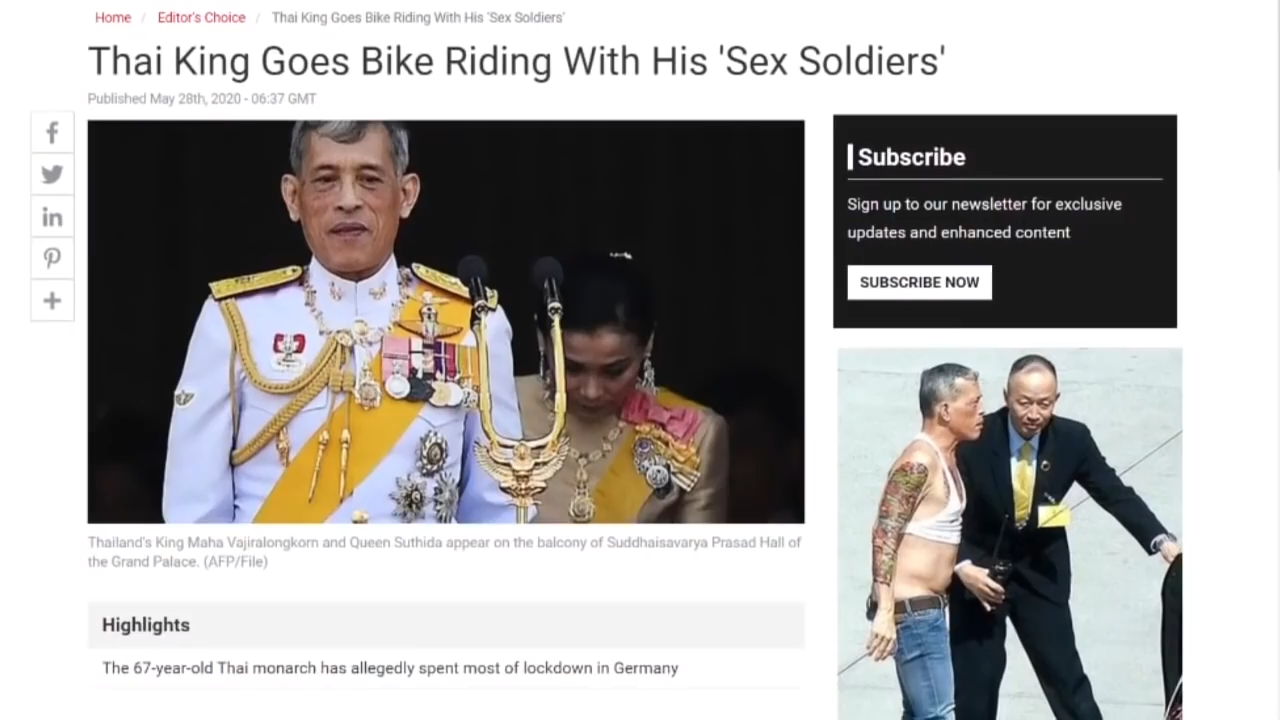 Home / Editor's Choice / Thai King Goes Bike Riding With His 'Sex Soldiers'
Thai King Goes Bike Riding With His 'Sex Soldiers'
Published May 28th, 2020 - 06:37 GMT
Subscribe
Sign up to our newsletter for exclusive
updates and enhanced content
SUBSCRIBE NOW
Thailand's King Maha Vajiralongkorn and Queen Suthida appear on the balcony of Suddhaisavarya Prasad Hall of
the Grand Palace. (AFP/File)
Highlights
The 67-year-old Thai monarch has allegedly spent most of lockdown in Germany